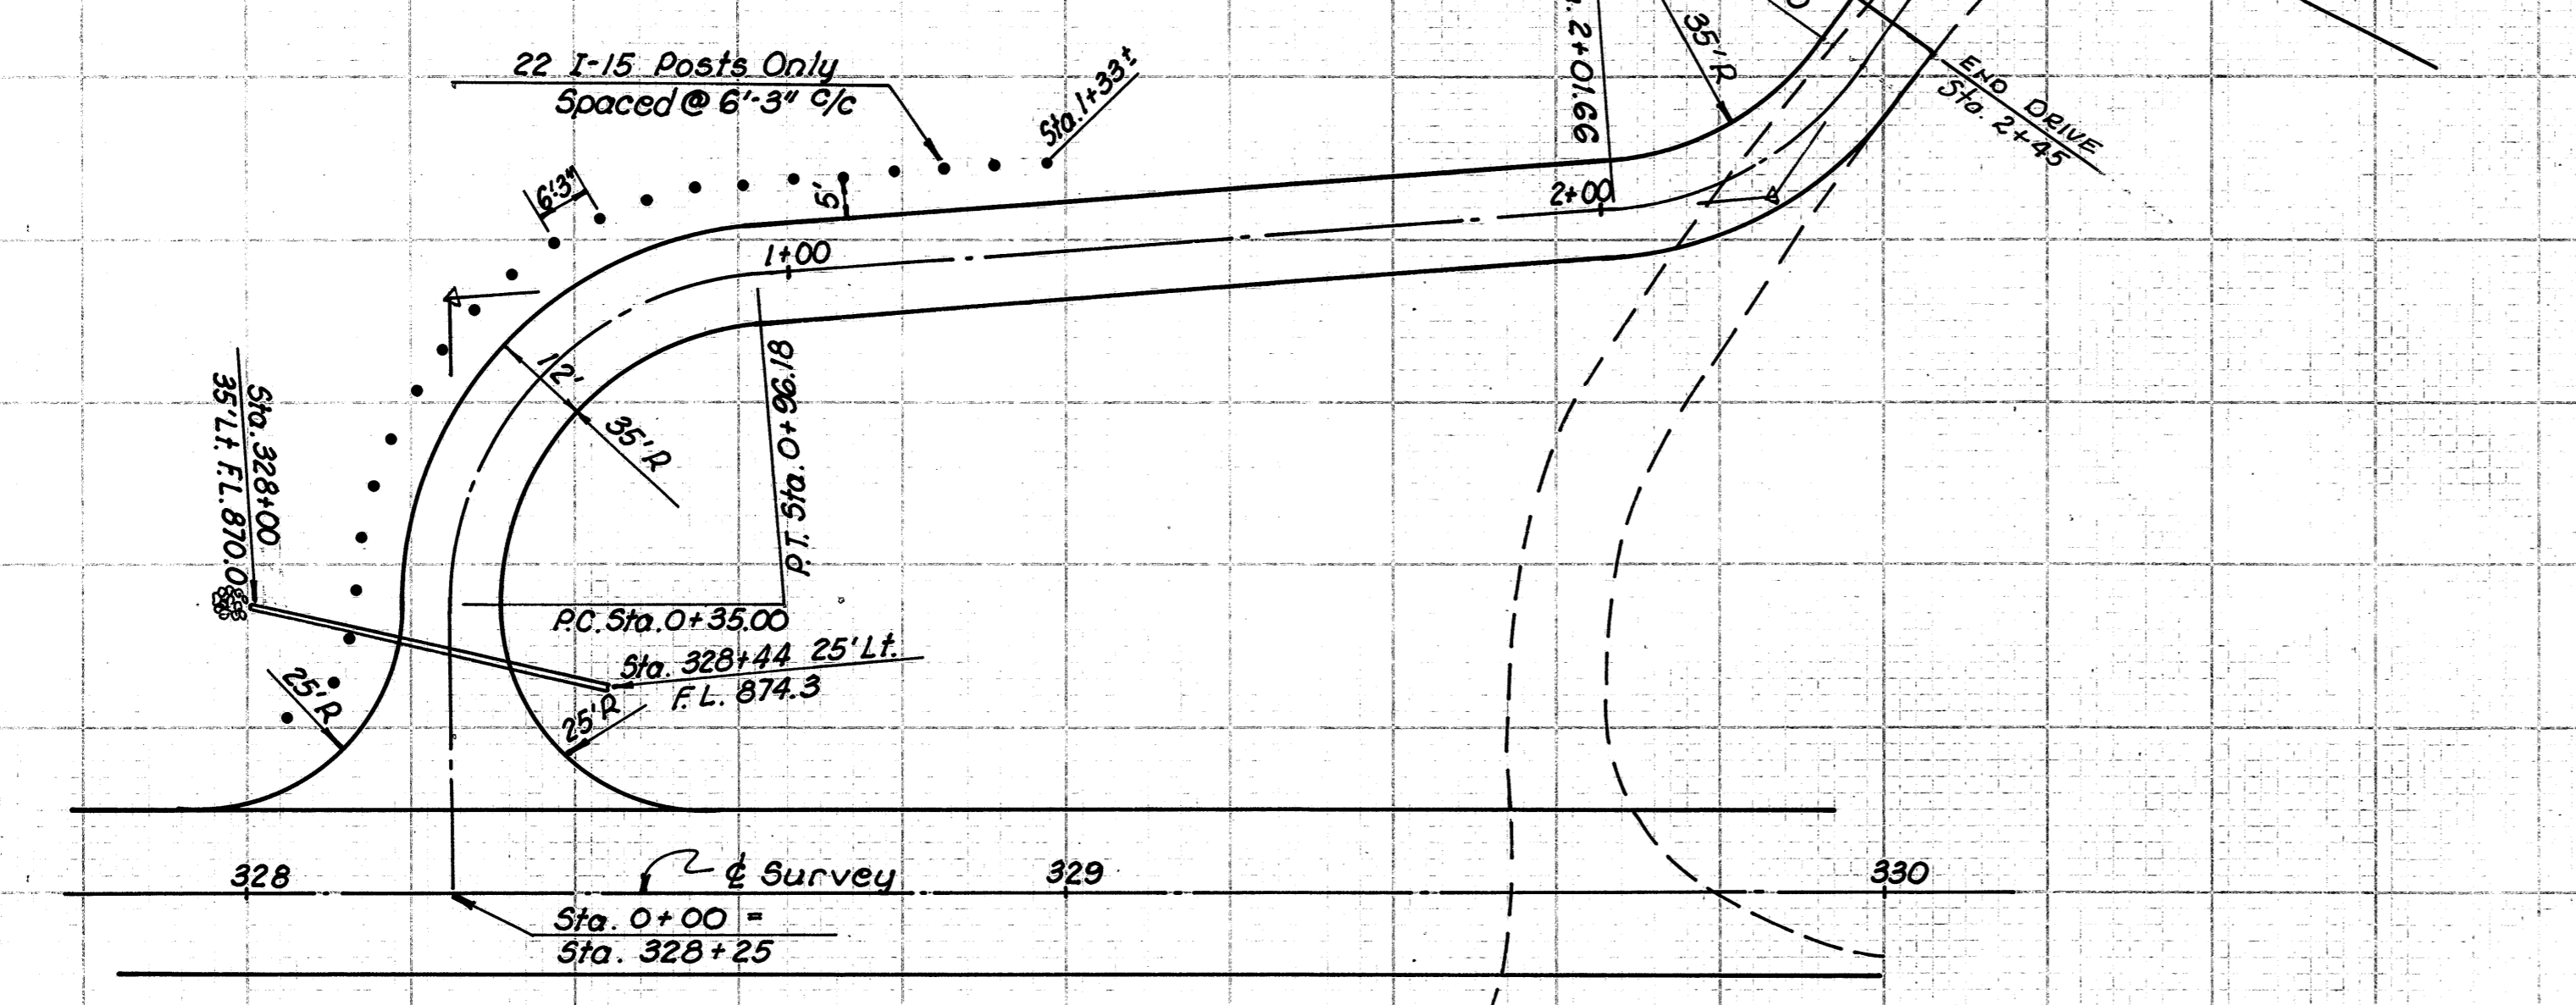 22 I-15 Posts Only
Spaced @ 6'-3" c/c
Sta. 1+33±
6'-3"
5'
2+01.66
35'R
END DRIVE
Sta. 2+45
2+00
1+00
12'
35'R
P.T. Sta. 0+96.18
Sta. 328+00
35' Lt. F.L. 870.0
P.C. Sta. 0+35.00
Sta. 328+44 25' Lt.
F.L. 874.3
25'R
25'R
328
℄ Survey
329
330
Sta. 0+00 =
Sta. 328+25